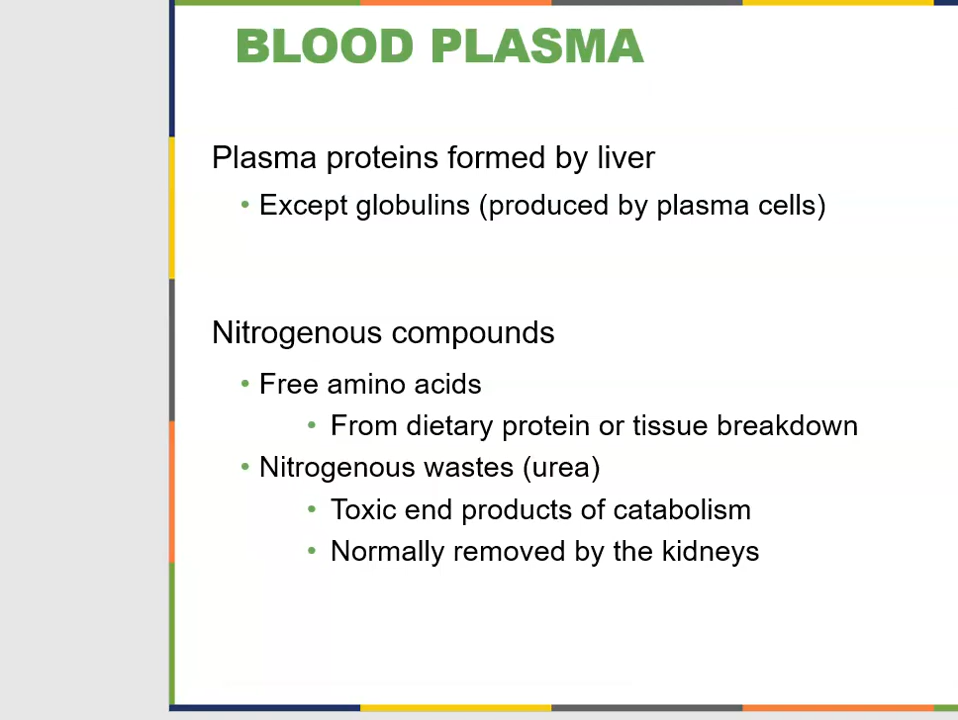 BLOOD PLASMA
Plasma proteins formed by liver
• Except globulins (produced by plasma cells)
Nitrogenous compounds
• Free amino acids
• From dietary protein or tissue breakdown
• Nitrogenous wastes (urea)
• Toxic end products of catabolism
• Normally removed by the kidneys